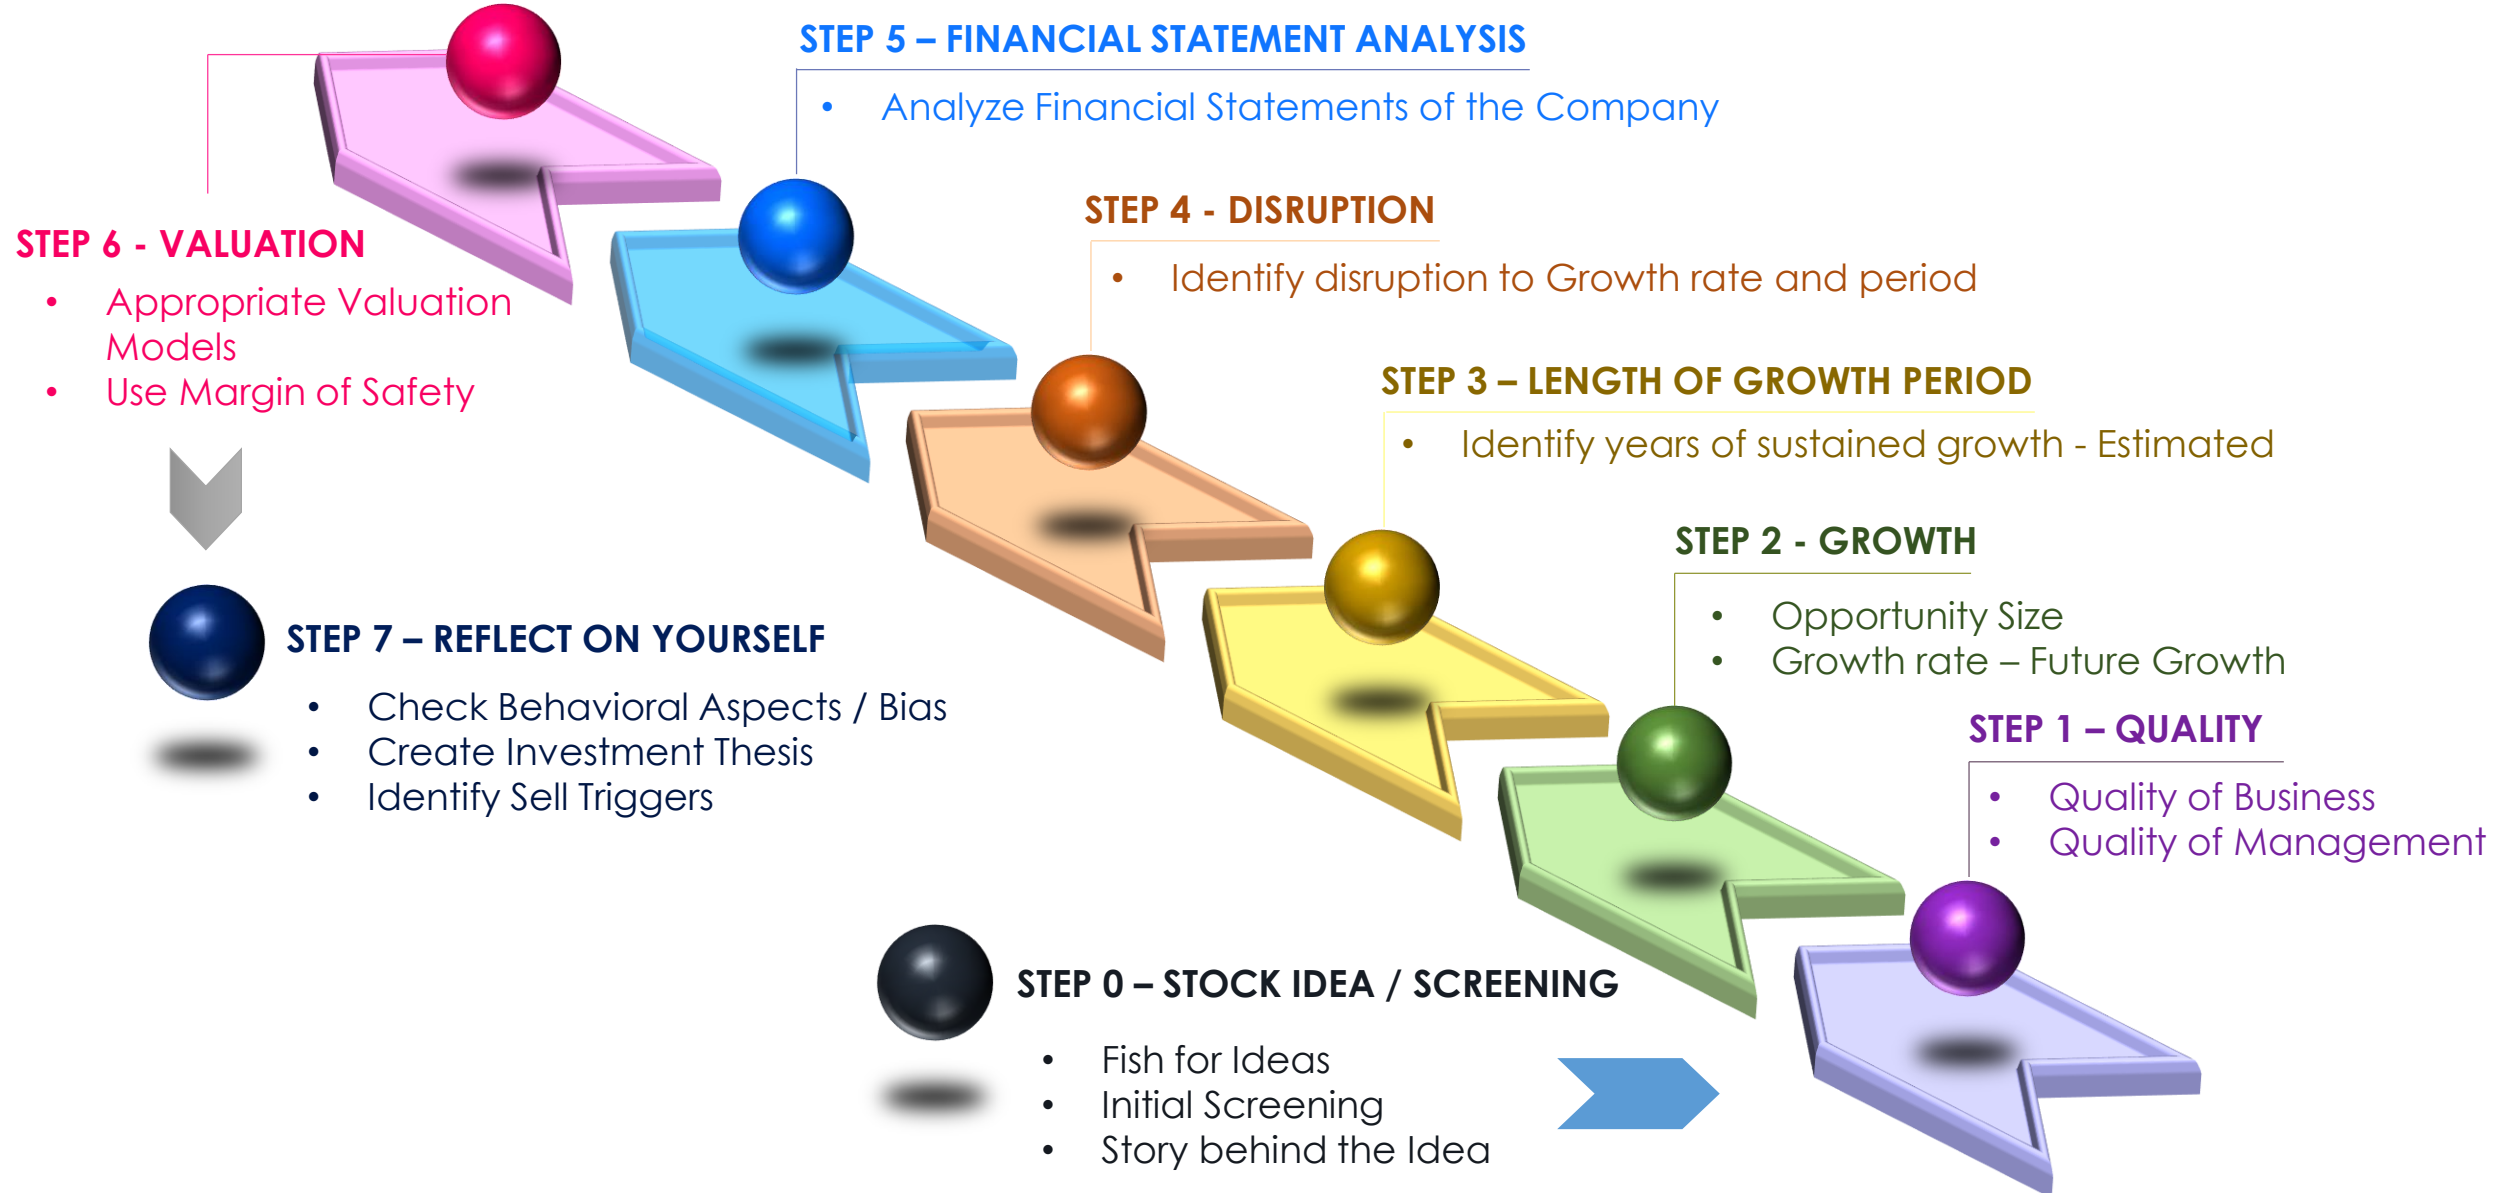 STEP 5 – FINANCIAL STATEMENT ANALYSIS
• Analyze Financial Statements of the Company
STEP 4 - DISRUPTION
• Identify disruption to Growth rate and period
STEP 6 - VALUATION
• Appropriate Valuation
Models
• Use Margin of Safety
STEP 3 – LENGTH OF GROWTH PERIOD
• Identify years of sustained growth - Estimated
STEP 2 - GROWTH
• Opportunity Size
• Growth rate – Future Growth
STEP 7 – REFLECT ON YOURSELF
• Check Behavioral Aspects / Bias
• Create Investment Thesis
• Identify Sell Triggers
STEP 1 – QUALITY
• Quality of Business
• Quality of Management
STEP 0 – STOCK IDEA / SCREENING
• Fish for Ideas
• Initial Screening
• Story behind the Idea